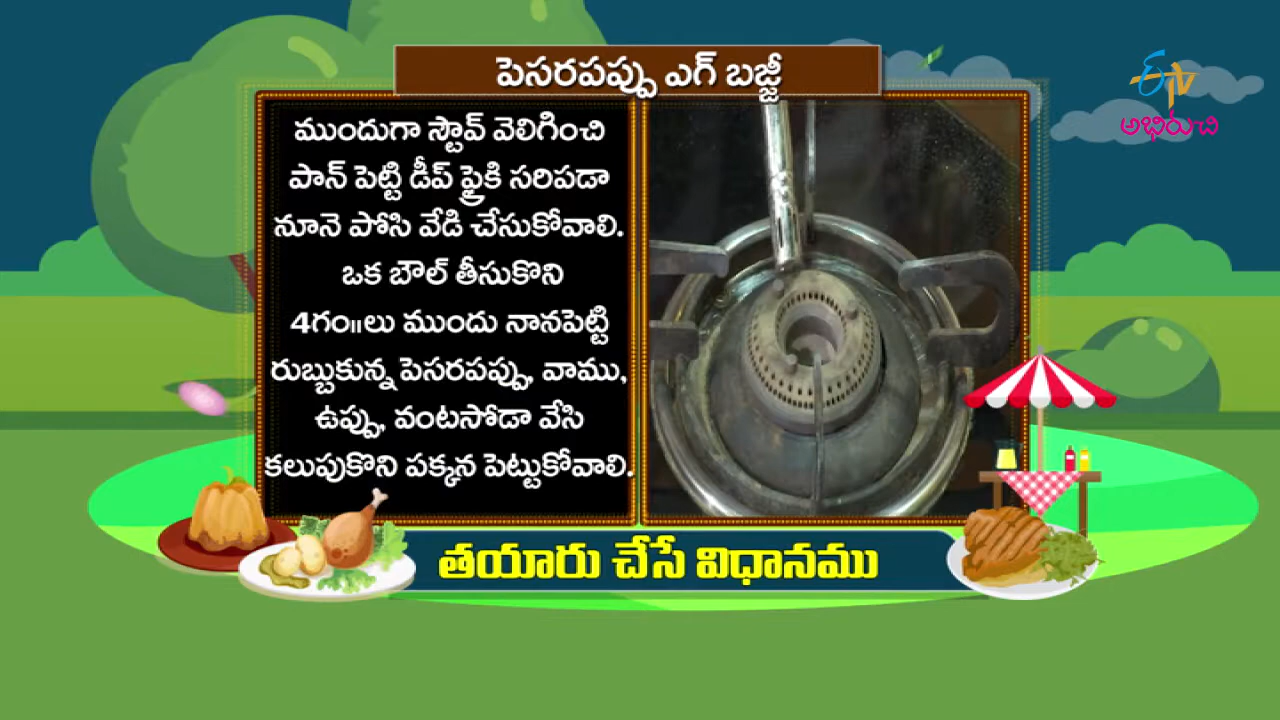 పెసరపప్పు ఎగ్ బజ్జీ
ETV
అభిరుచి
ముందుగా స్టౌవ్ వెలిగించి
పాన్ పెట్టి డీప్ ఫ్రైకి సరిపడా
నూనె పోసి వేడి చేసుకోవాలి.
ఒక బౌల్ తీసుకొని
4గం॥లు ముందు నానపెట్టి
రుబ్బుకున్న పెసరపప్పు, వాము,
ఉప్పు, వంటసోడా వేసి
కలుపుకొని పక్కన పెట్టుకోవాలి.
తయారు చేసే విధానము